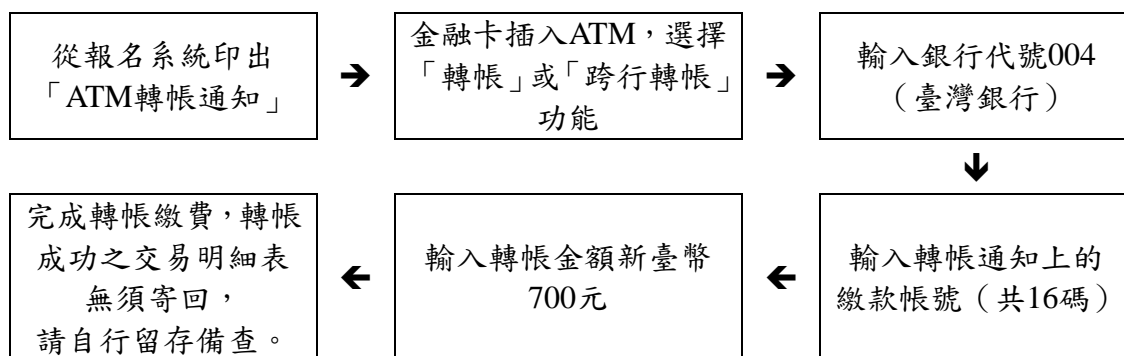 從報名系統印出
「ATM轉帳通知」
➔
金融卡插入ATM，選擇
「轉帳」或「跨行轉帳」
功能
➔
輸入銀行代號004
（臺灣銀行）
輸入轉帳通知上的
繳款帳號（共16碼）
輸入轉帳金額新臺幣
700元
完成轉帳繳費，轉帳
成功之交易明細表
無須寄回，
請自行留存備查。